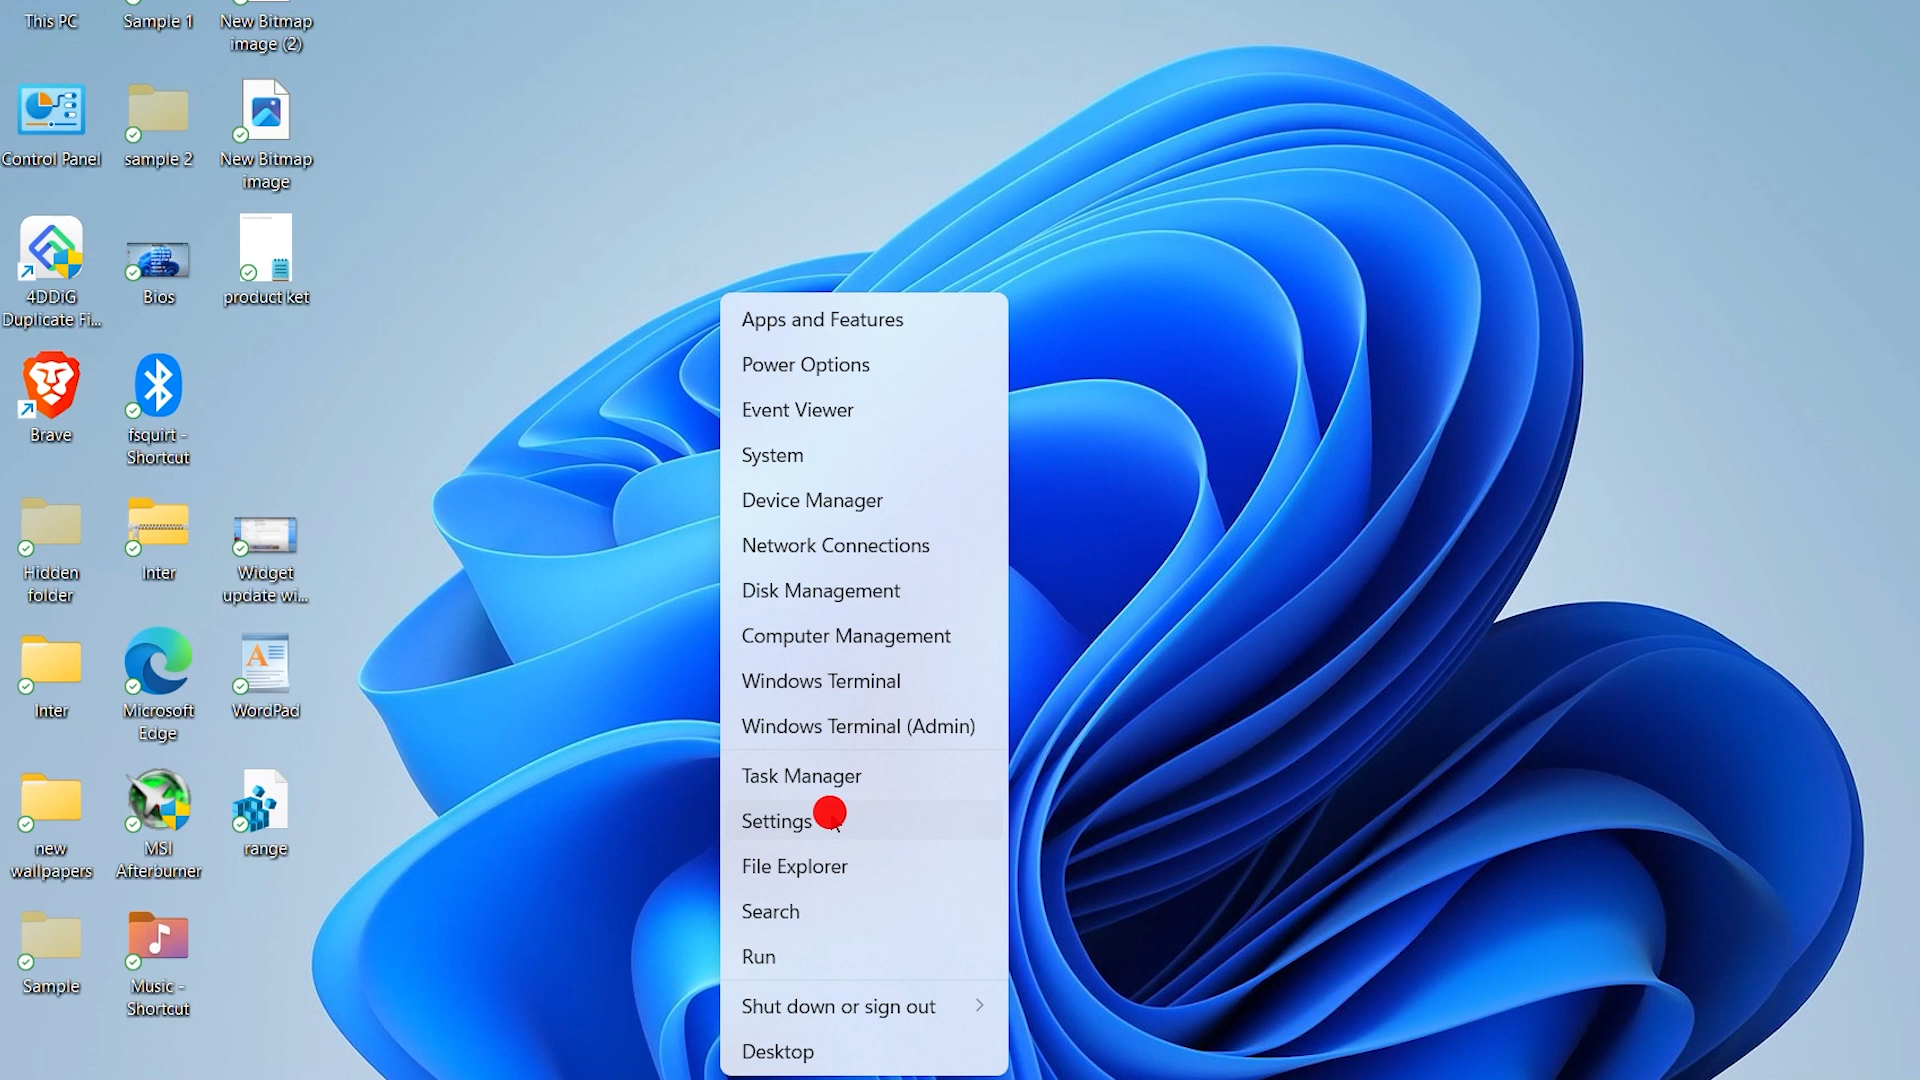 This PC
Sample 1
New Bitmap
image (2)
Control Panel
sample 2
New Bitmap
image
4DDiG
Duplicate Fi...
Bios
product ket
Brave
fsquirt -
Shortcut
Hidden
folder
Inter
Widget
update wi...
Inter
Microsoft
Edge
WordPad
new
wallpapers
MSI
Afterburner
range
Sample
Music -
Shortcut
Apps and Features
Power Options
Event Viewer
System
Device Manager
Network Connections
Disk Management
Computer Management
Windows Terminal
Windows Terminal (Admin)
Task Manager
Settings
File Explorer
Search
Run
Shut down or sign out
Desktop